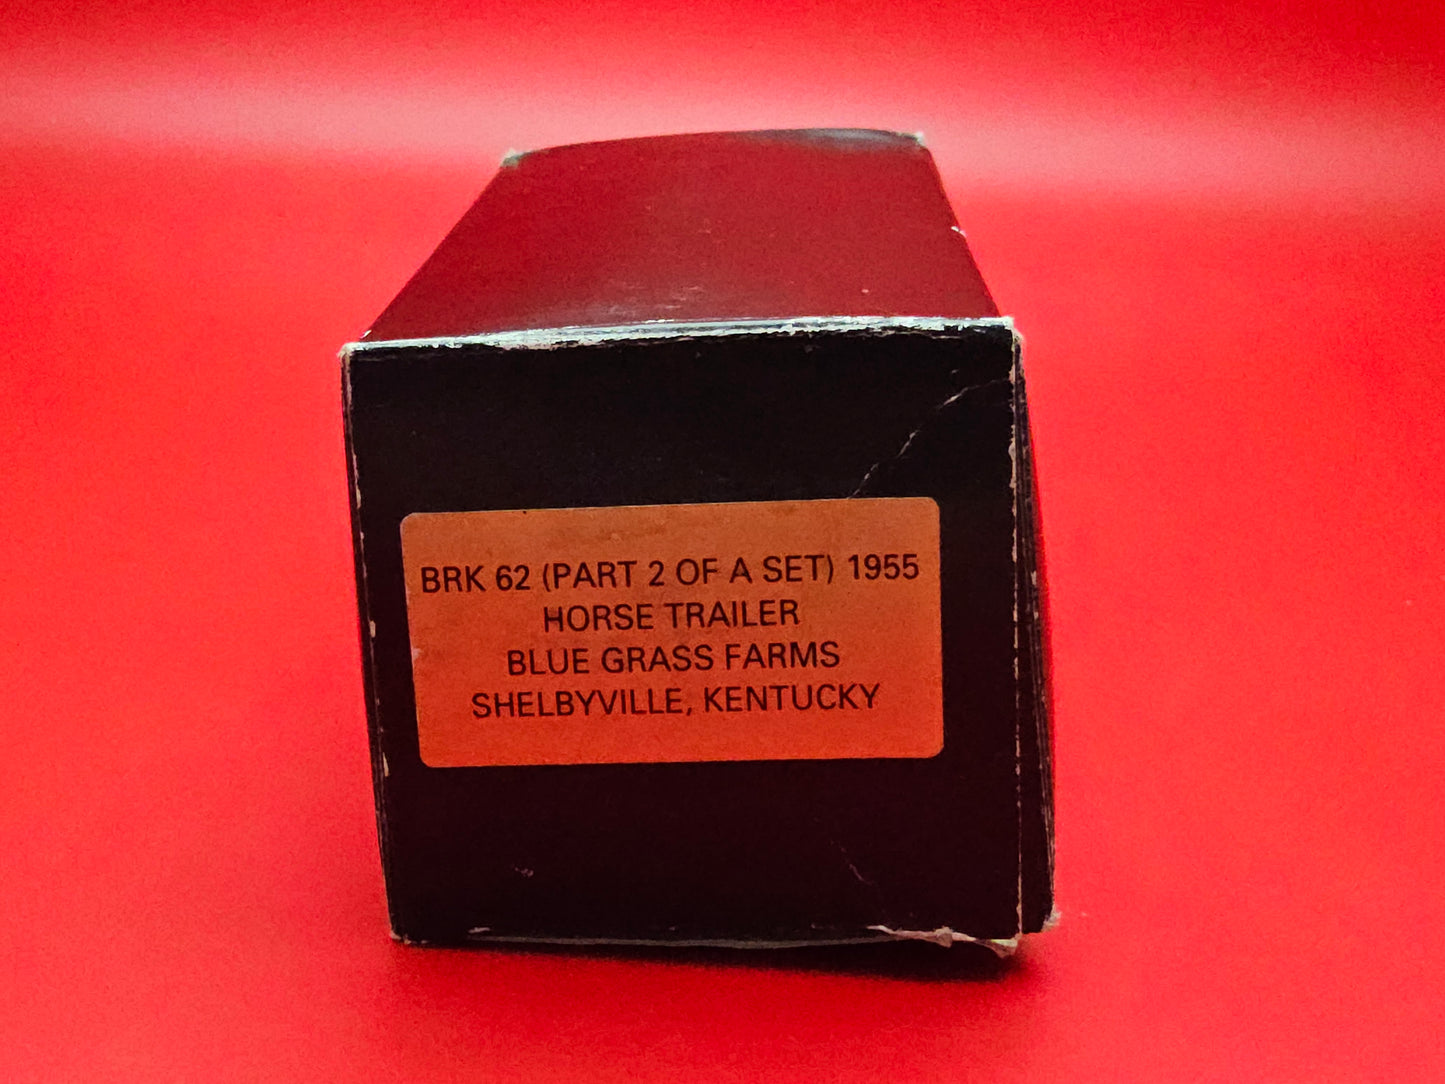 BRK 62 (PART 2 OF A SET) 1955
HORSE TRAILER
BLUE GRASS FARMS
SHELBYVILLE, KENTUCKY